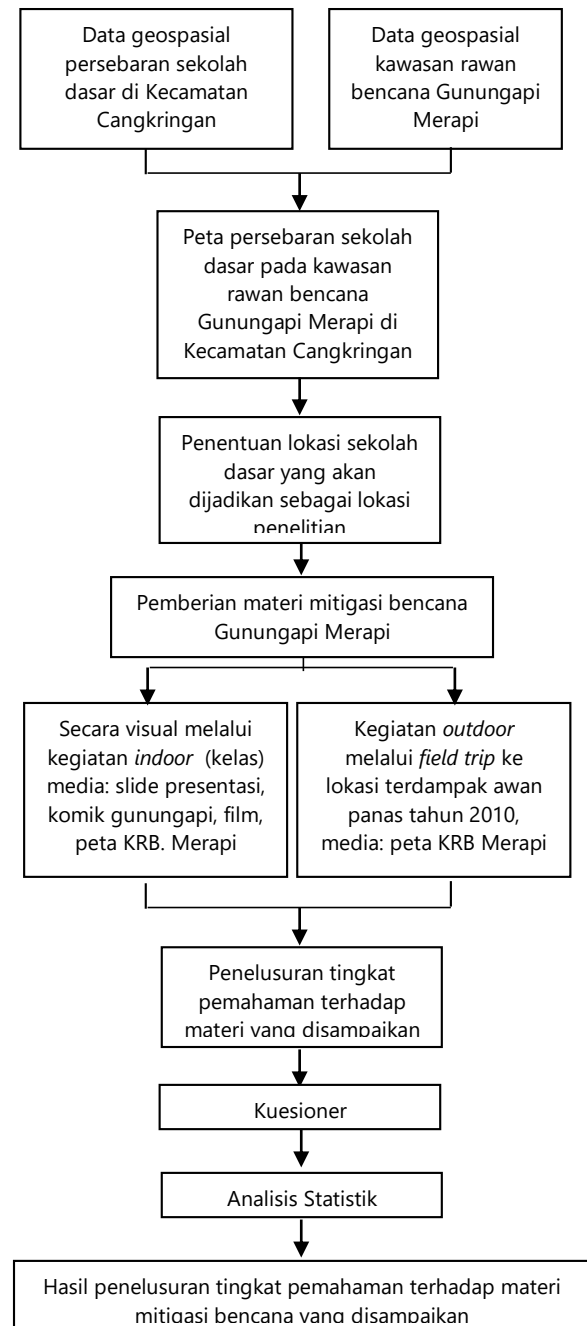 Data geospasial
persebaran sekolah
dasar di Kecamatan
Cangkringan
Data geospasial
kawasan rawan
bencana Gunungapi
Merapi
Peta persebaran sekolah
dasar pada kawasan
rawan bencana
Gunungapi Merapi di
Kecamatan Cangkringan
Penentuan lokasi sekolah
dasar yang akan
dijadikan sebagai lokasi
penelitian
Pemberian materi mitigasi bencana
Gunungapi Merapi
Secara visual melalui
kegiatan indoor (kelas)
media: slide presentasi,
komik gunungapi, film,
peta KRB. Merapi
Kegiatan outdoor
melalui field trip ke
lokasi terdampak awan
panas tahun 2010,
media: peta KRB Merapi
Penelusuran tingkat
pemahaman terhadap
materi yang disampaikan
Kuesioner
Analisis Statistik
Hasil penelusuran tingkat pemahaman terhadap materi
mitigasi bencana yang disampaikan